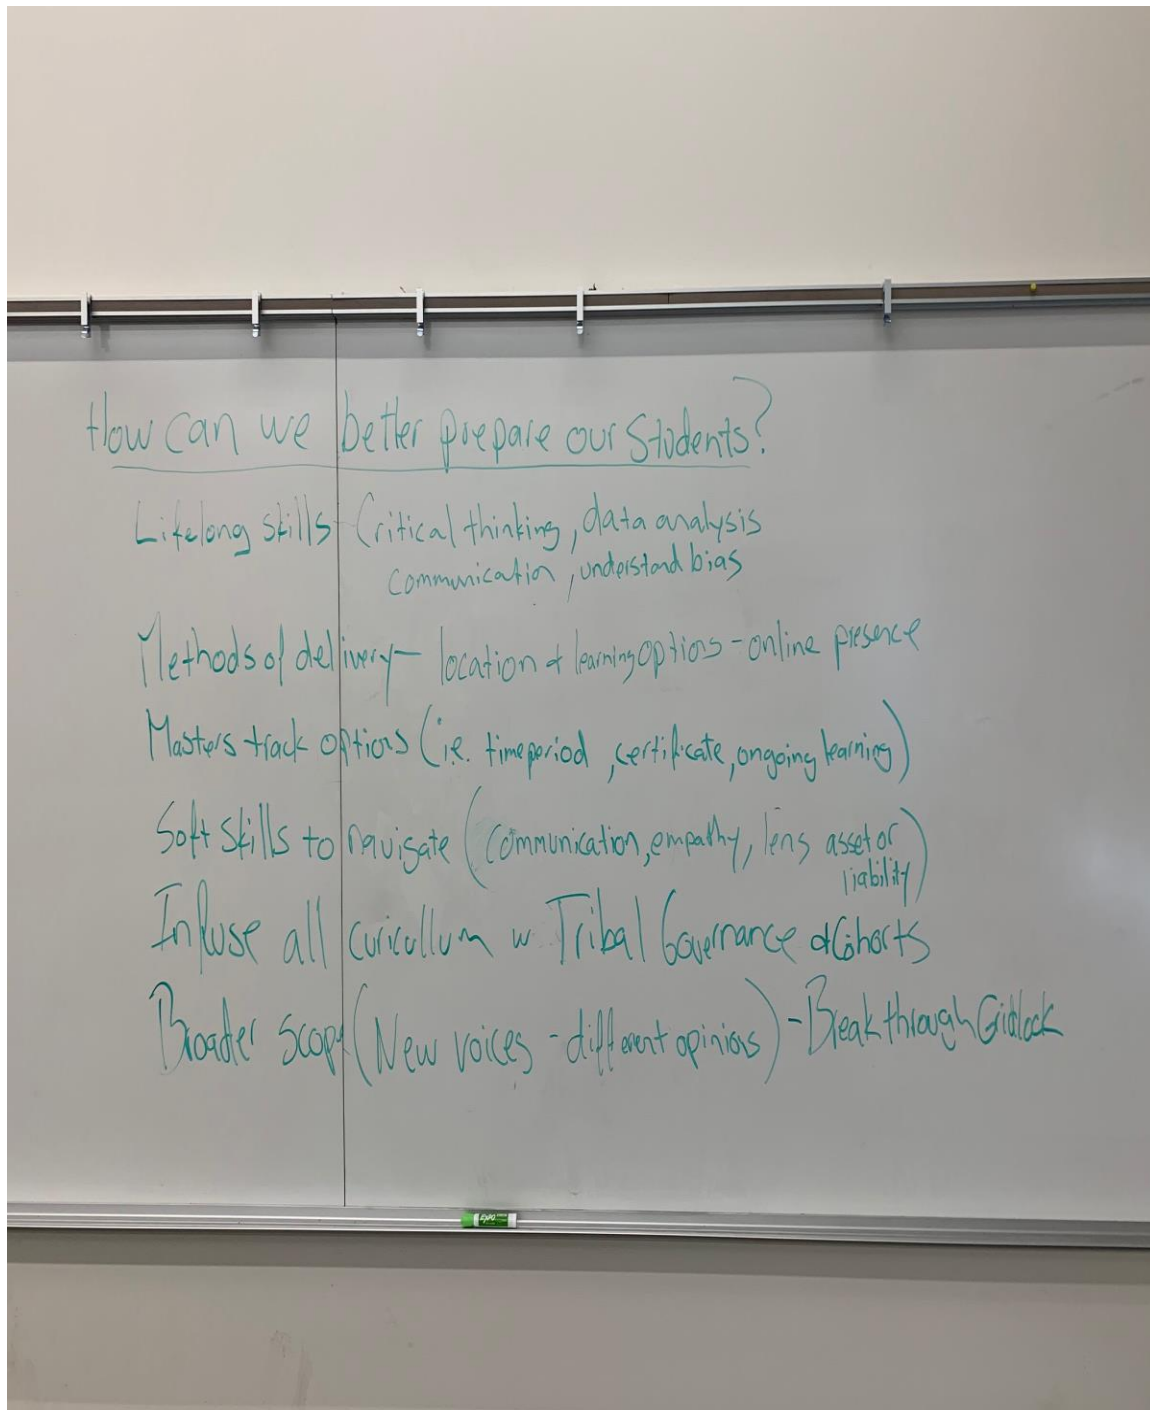 How can we better prepare our Students?
Lifelong skills - Critical thinking, data analysis
communication, understand bias
Methods of delivery - location & learning options - online presence
Masters track options (i.e. time period, certificate, ongoing learning)
Soft skills to navigate (communication, empathy, lens asset or
liability)
Infuse all curicullum w Tribal Governance & Cohorts
Broader Scope (New voices - different opinions) - Break through Gridlock
EXPO